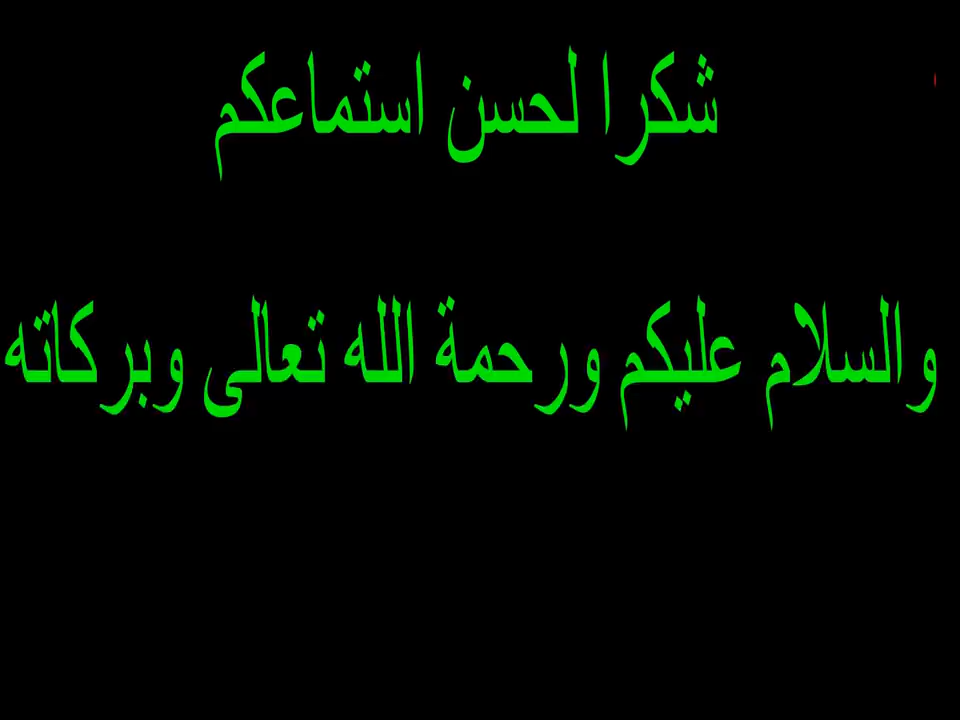 شكرا لحسن استماعكم
والسلام عليكم ورحمة الله تعالى وبركاته